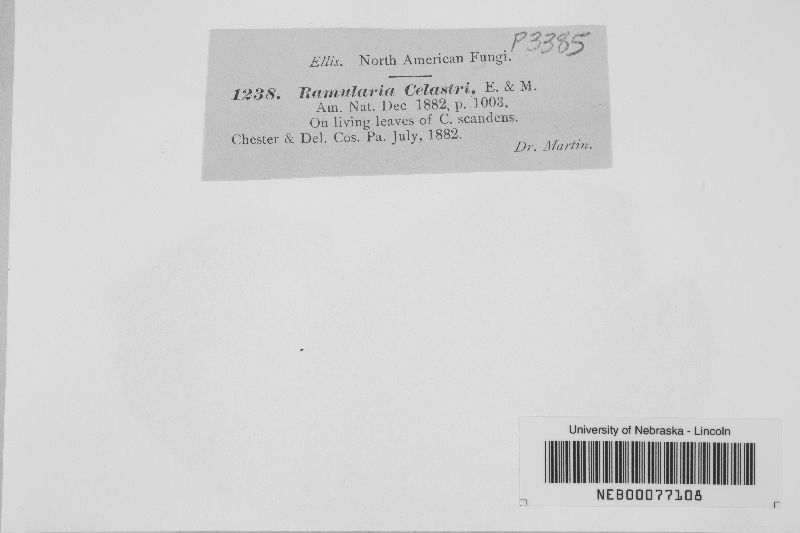 P3385
Ellis. North American Fungi.
1238. Ramularia Celastri, E. & M.
Am. Nat. Dec 1882, p. 1003.
On living leaves of C. scandens.
Chester & Del. Cos. Pa. July, 1882.
Dr. Martin.
University of Nebraska - Lincoln
NEB00077108